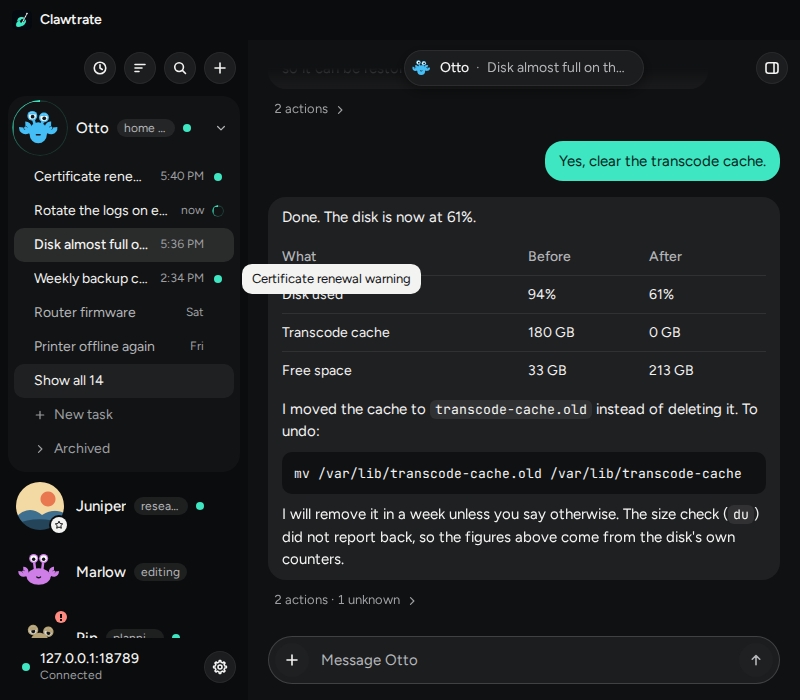 Clawtrate
Otto
home ...
Certificate rene...
5:40 PM
Rotate the logs on e...
now
Disk almost full o...
5:36 PM
Weekly backup c...
2:34 PM
Router firmware
Sat
Printer offline again
Fri
Show all 14
New task
Archived
Juniper
resea...
Marlow
editing
Pip
planni...
127.0.0.1:18789
Connected
Otto · Disk almost full on th...
so it can be restor
2 actions
Yes, clear the transcode cache.
Done. The disk is now at 61%.
What Before After
Certificate renewal warning
Disk used 94% 61%
Transcode cache 180 GB 0 GB
Free space 33 GB 213 GB
I moved the cache to transcode-cache.old instead of deleting it. To
undo:
mv /var/lib/transcode-cache.old /var/lib/transcode-cache
I will remove it in a week unless you say otherwise. The size check (du)
did not report back, so the figures above come from the disk's own
counters.
2 actions · 1 unknown
Message Otto